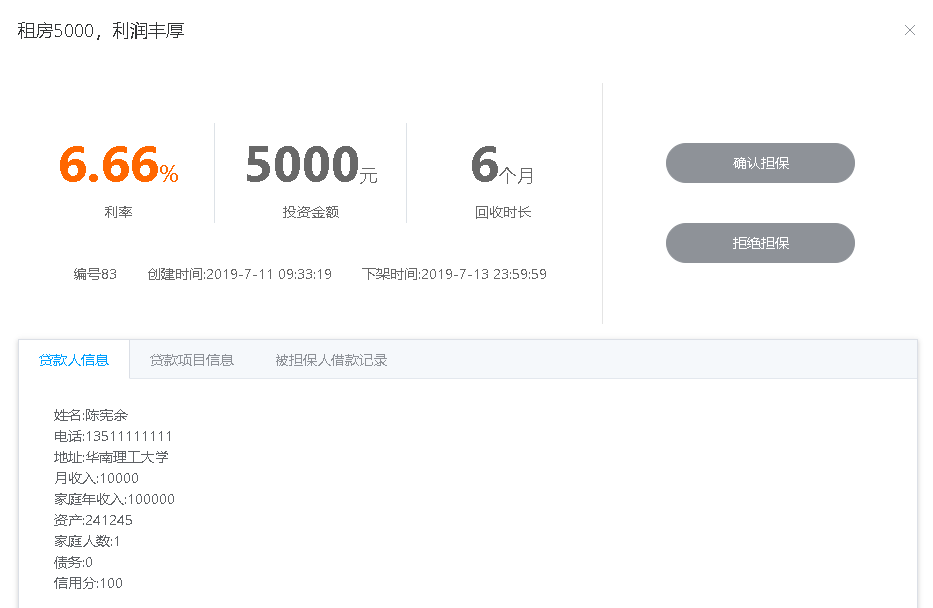 租房5000，利润丰厚
6.66%
利率
5000元
投资金额
6个月
回收时长
确认担保
拒绝担保
编号83 创建时间:2019-7-11 09:33:19 下架时间:2019-7-13 23:59:59
贷款人信息 贷款项目信息 被担保人借款记录
姓名:陈宪余
电话:13511111111
地址:华南理工大学
月收入:10000
家庭年收入:100000
资产:241245
家庭人数:1
债务:0
信用分:100